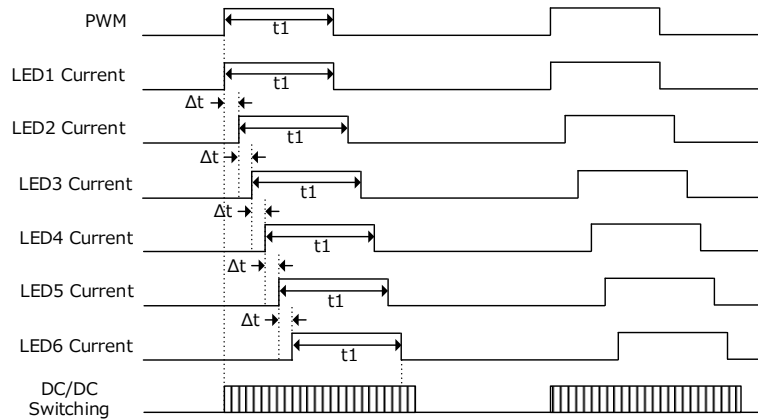 PWM
t1
LED1 Current
t1
Δt
LED2 Current
t1
Δt
LED3 Current
t1
Δt
LED4 Current
t1
Δt
LED5 Current
t1
Δt
LED6 Current
t1
DC/DC
Switching